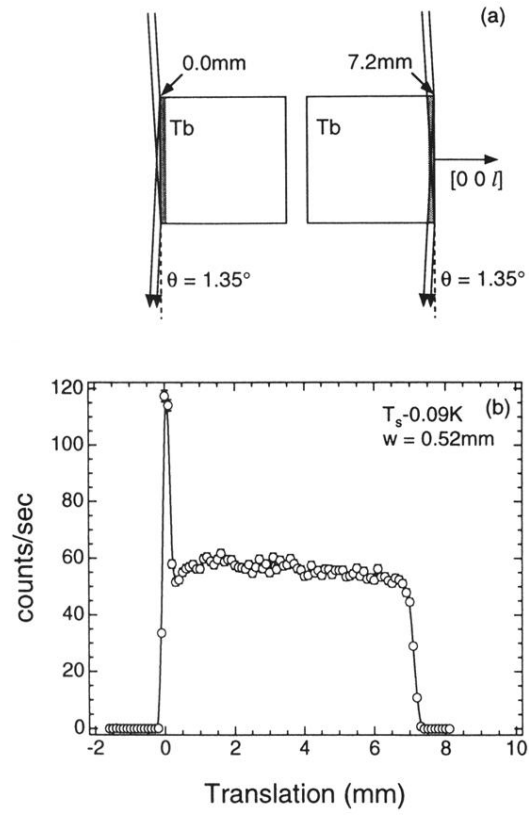 (a)
0.0mm
7.2mm
Tb
Tb
[0 0 l]
θ = 1.35°
θ = 1.35°
120
(b)
Ts-0.09K
w = 0.52mm
100
80
60
40
20
0
counts/sec
-2
0
2
4
6
8
10
Translation (mm)